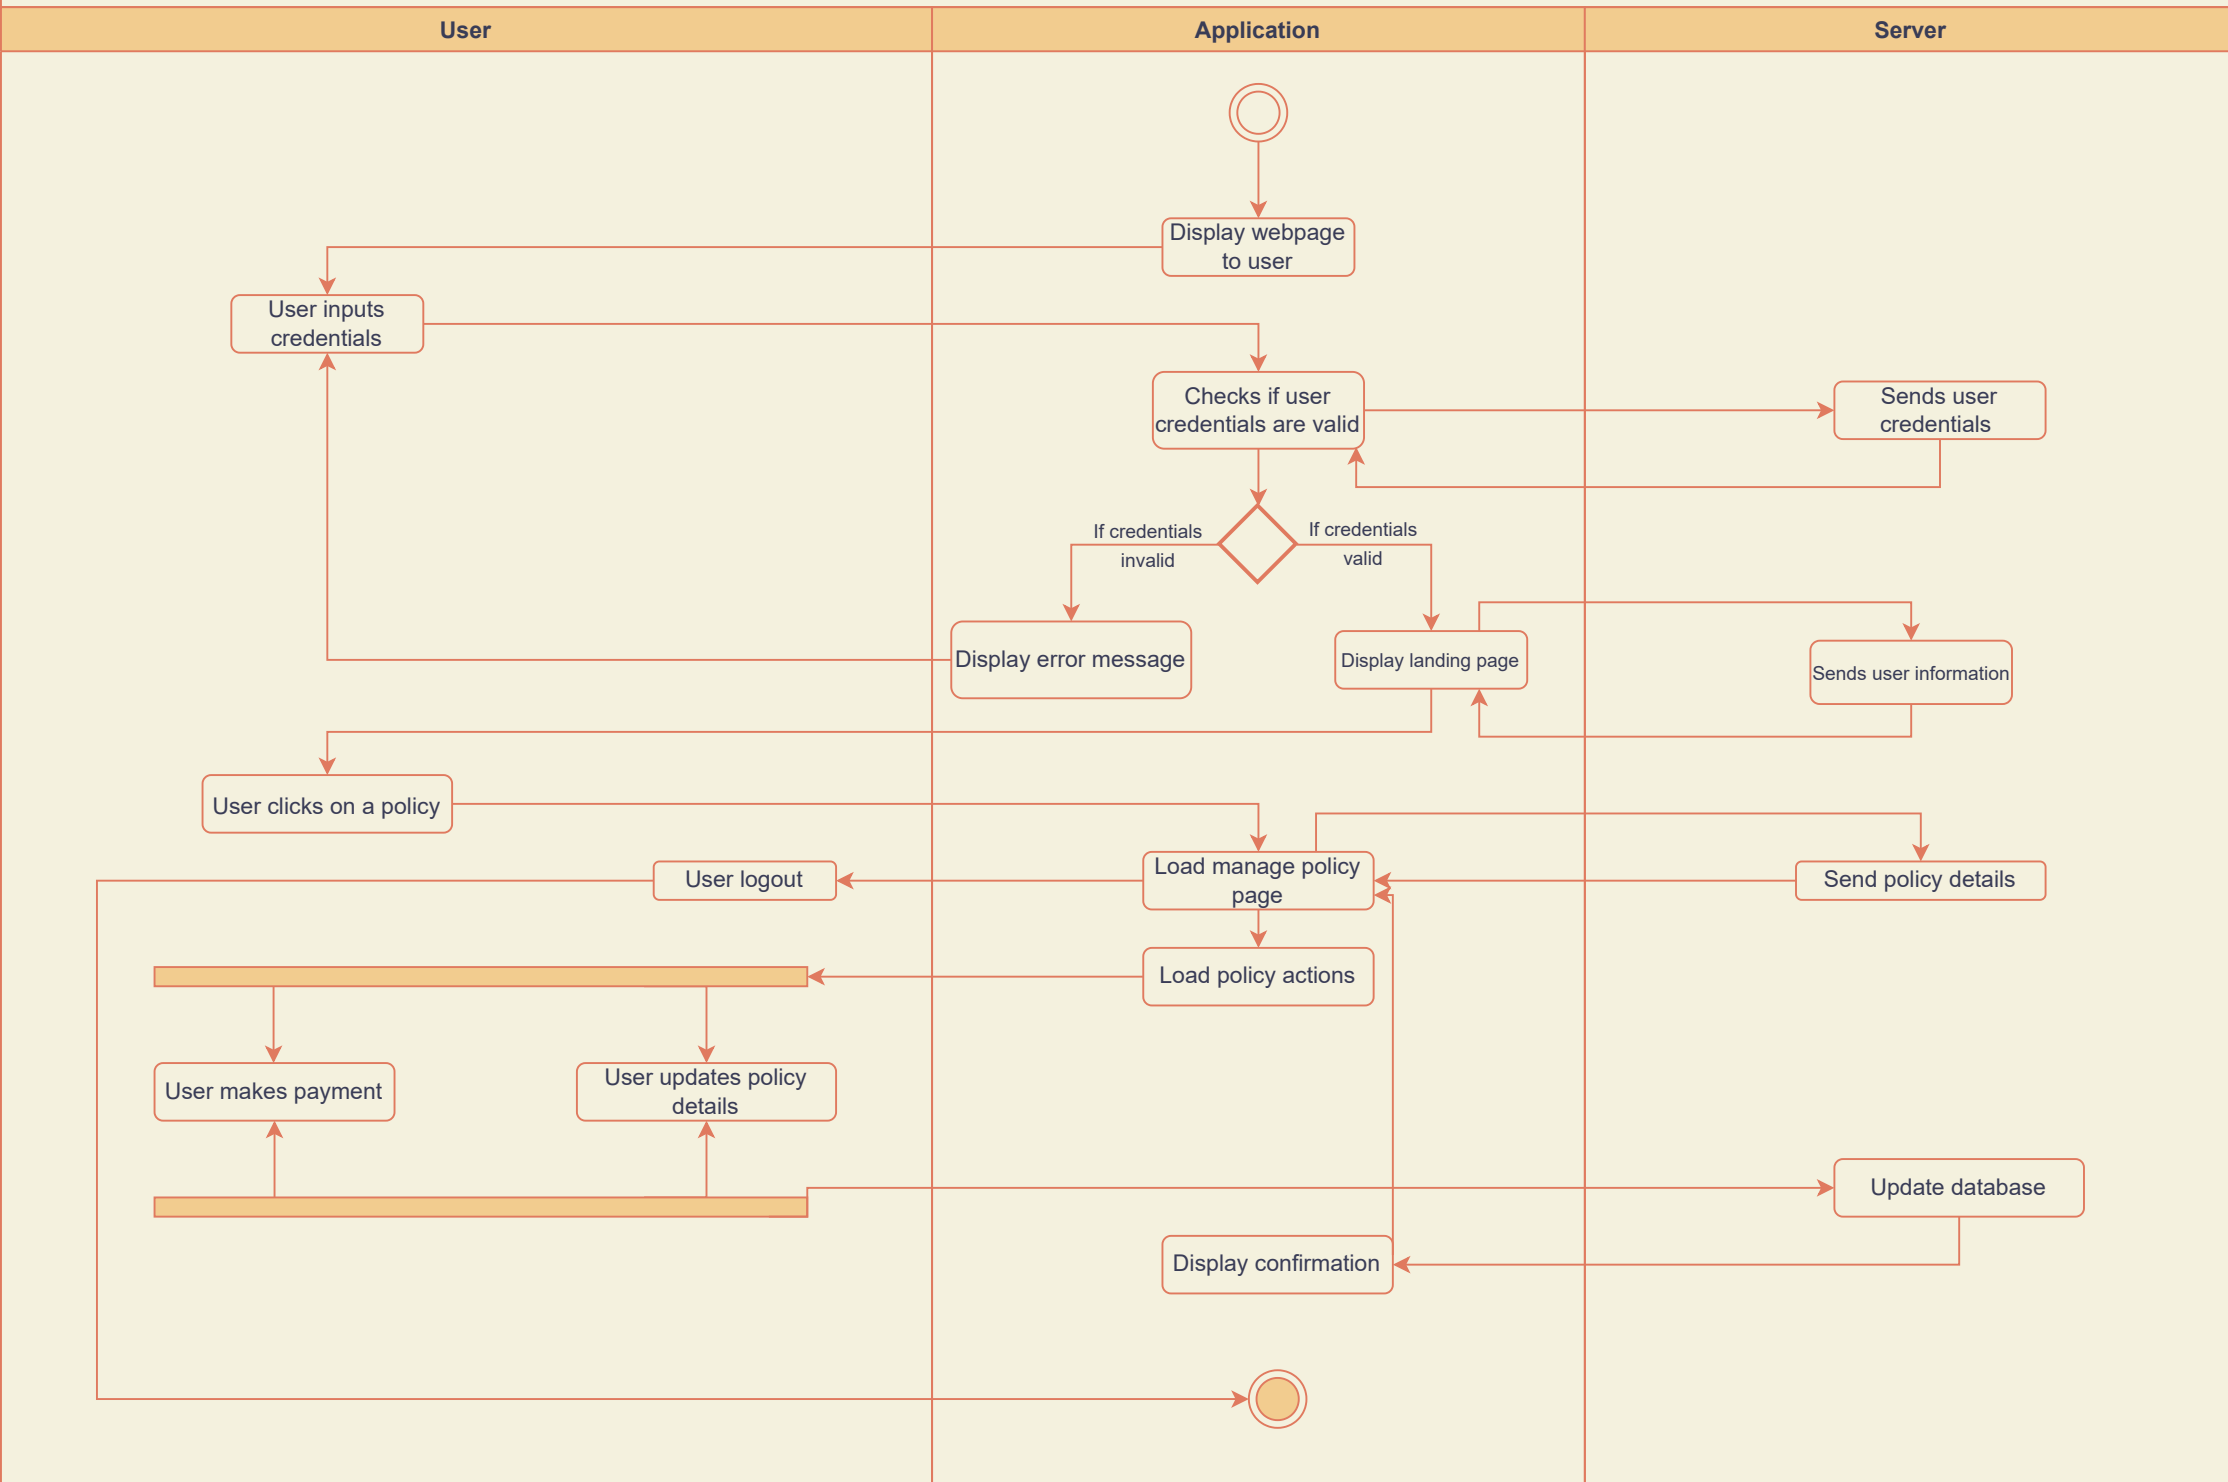 User
Application
Server
Display webpage
to user
User inputs
credentials
Checks if user
credentials are valid
Sends user
credentials
If credentials
invalid
If credentials
valid
Display error message
Display landing page
Sends user information
User clicks on a policy
Load manage policy
page
User logout
Send policy details
Load policy actions
User makes payment
User updates policy
details
Update database
Display confirmation